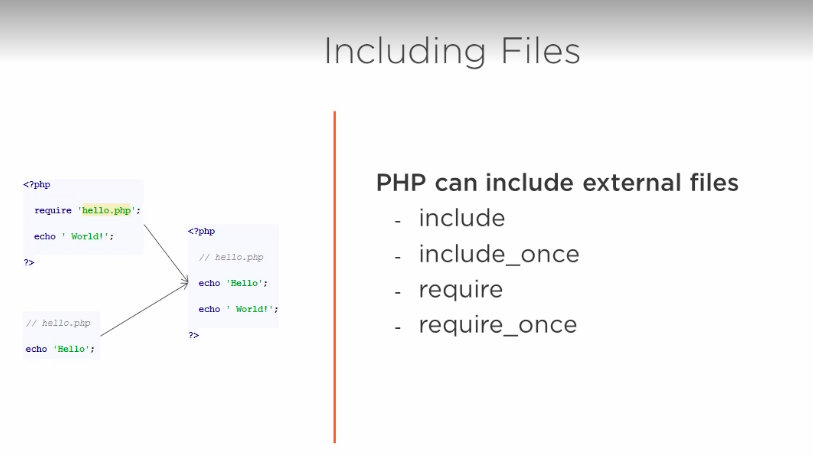 Including Files
<?php
require 'hello.php';
echo ' World!';
?>
// hello.php
echo 'Hello';
<?php
// hello.php
echo 'Hello';
echo ' World!';
?>
PHP can include external files
- include
- include_once
- require
- require_once